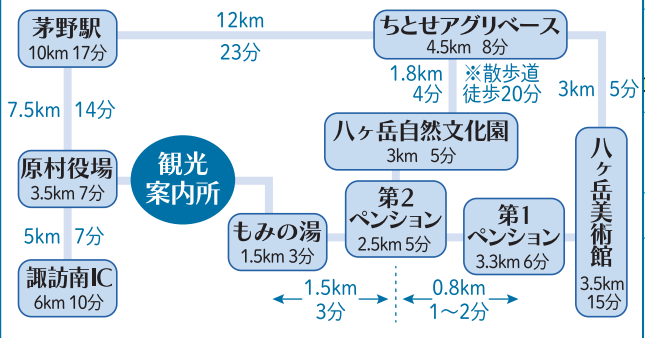 茅野駅
10km 17分
12km
23分
ちとせアグリベース
4.5km 8分
1.8km
4分
※散歩道
徒歩20分
3km 5分
7.5km 14分
八ヶ岳自然文化園
3km 5分
原村役場
3.5km 7分
観光
案内所
八ヶ岳美術館
3.5km
15分
第2
ペンション
2.5km 5分
第1
ペンション
3.3km 6分
もみの湯
1.5km 3分
5km 7分
諏訪南IC
6km 10分
1.5km
3分
0.8km
1〜2分